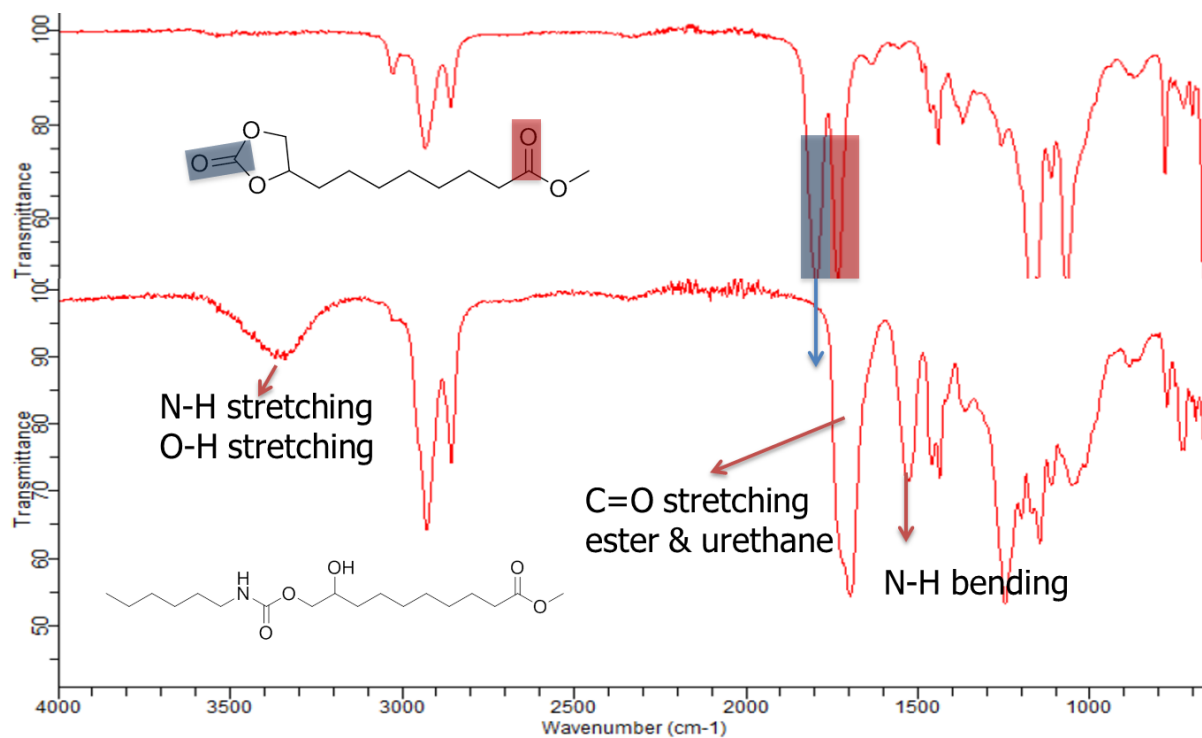 100
80
60
Transmittance
O
O
O
O
O
100
90
80
70
60
50
Transmittance
N-H stretching
O-H stretching
C=O stretching
ester & urethane
N-H bending
H
N
O
O
OH
O
O
4000
3500
3000
2500
2000
1500
1000
Wavenumber (cm-1)